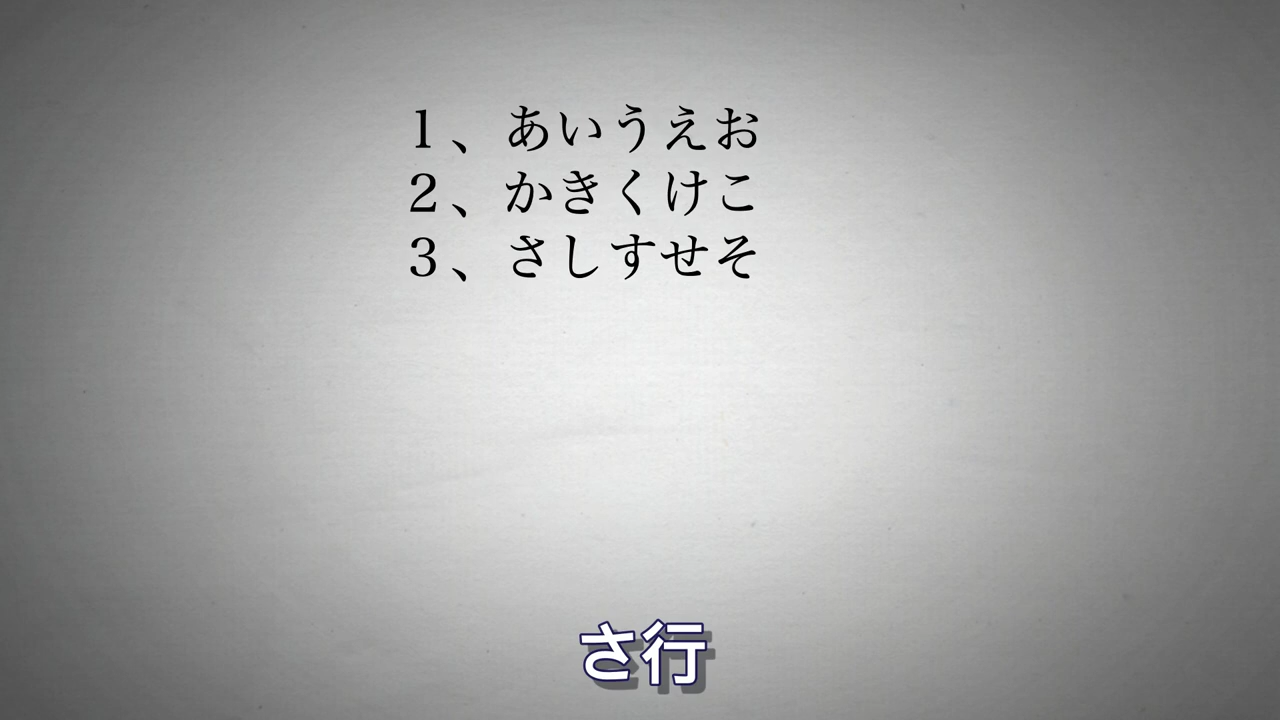 １、あいうえお
２、かきくけこ
３、さしすせそ
さ行